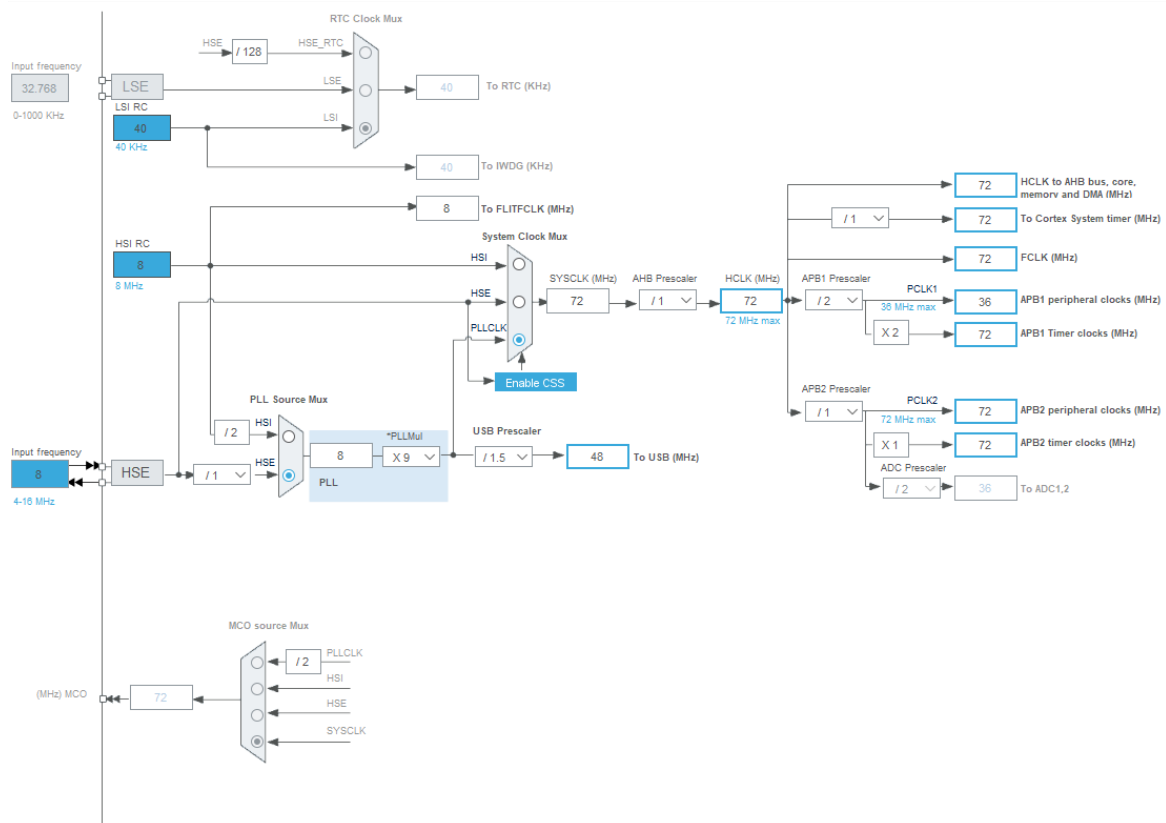 RTC Clock Mux
HSE
/ 128
HSE_RTC
Input frequency
32.768
0-1000 KHz
LSE
LSE
40
To RTC (KHz)
LSI RC
40
40 KHz
LSI
40
To IWDG (KHz)
8
To FLITFCLK (MHz)
System Clock Mux
HSI RC
8
8 MHz
HSI
HSE
PLLCLK
Enable CSS
SYSCLK (MHz)
72
AHB Prescaler
/ 1
HCLK (MHz)
72
72 MHz max
72
HCLK to AHB bus, core,
memory and DMA (MHz)
/ 1
72
To Cortex System timer (MHz)
72
FCLK (MHz)
APB1 Prescaler
/ 2
PCLK1
36 MHz max
36
APB1 peripheral clocks (MHz)
X 2
72
APB1 Timer clocks (MHz)
APB2 Prescaler
/ 1
PCLK2
72 MHz max
72
APB2 peripheral clocks (MHz)
X 1
72
APB2 timer clocks (MHz)
ADC Prescaler
/ 2
36
To ADC1,2
PLL Source Mux
/ 2
HSI
Input frequency
8
4-16 MHz
HSE
/ 1
HSE
8
*PLLMul
X 9
PLL
USB Prescaler
/ 1.5
48
To USB (MHz)
MCO source Mux
/ 2
PLLCLK
HSI
HSE
SYSCLK
(MHz) MCO
72